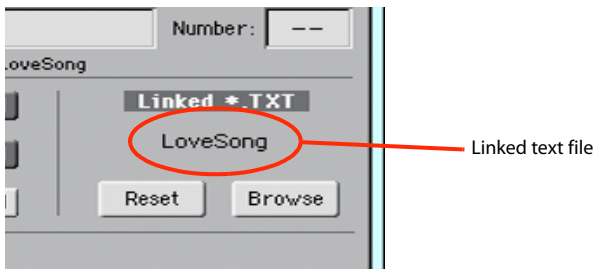 Number: --
LoveSong
Linked *.TXT
LoveSong
Linked text file
Reset Browse